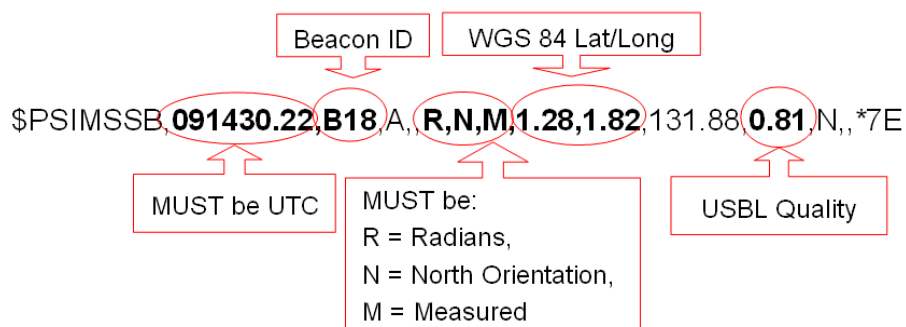 Beacon ID
WGS 84 Lat/Long
$PSIMSSB,091430.22,B18,A,,R,N,M,1.28,1.82,131.88,0.81,N,,*7E
MUST be UTC
MUST be:
R = Radians,
N = North Orientation,
M = Measured
USBL Quality